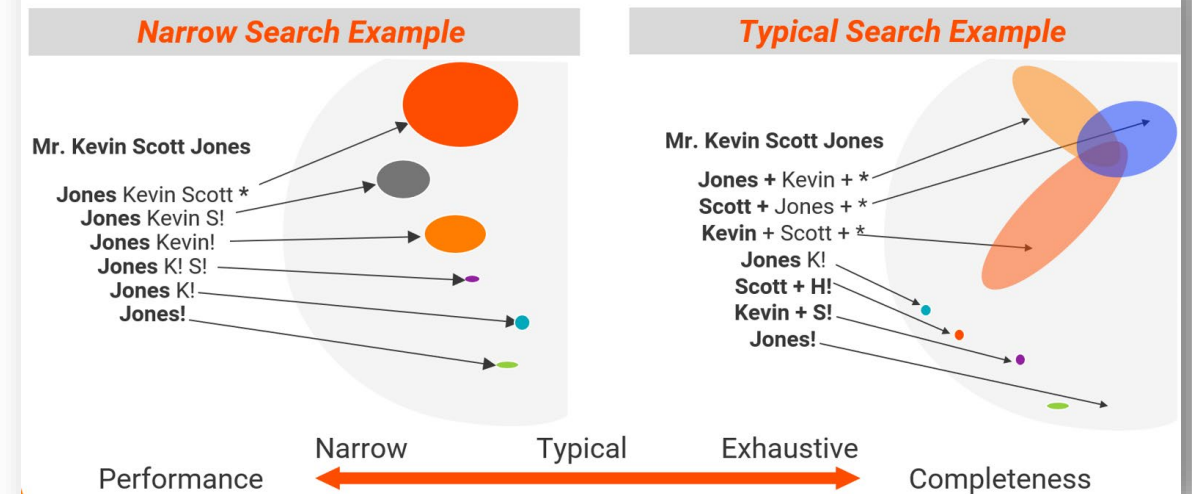 Narrow Search Example
Mr. Kevin Scott Jones
Jones Kevin Scott *
Jones Kevin S!
Jones Kevin!
Jones K! S!
Jones K!
Jones!
Typical Search Example
Mr. Kevin Scott Jones
Jones + Kevin + *
Scott + Jones + *
Kevin + Scott + *
Jones K!
Scott + H!
Kevin + S!
Jones!
Narrow Typical Exhaustive
Performance Completeness